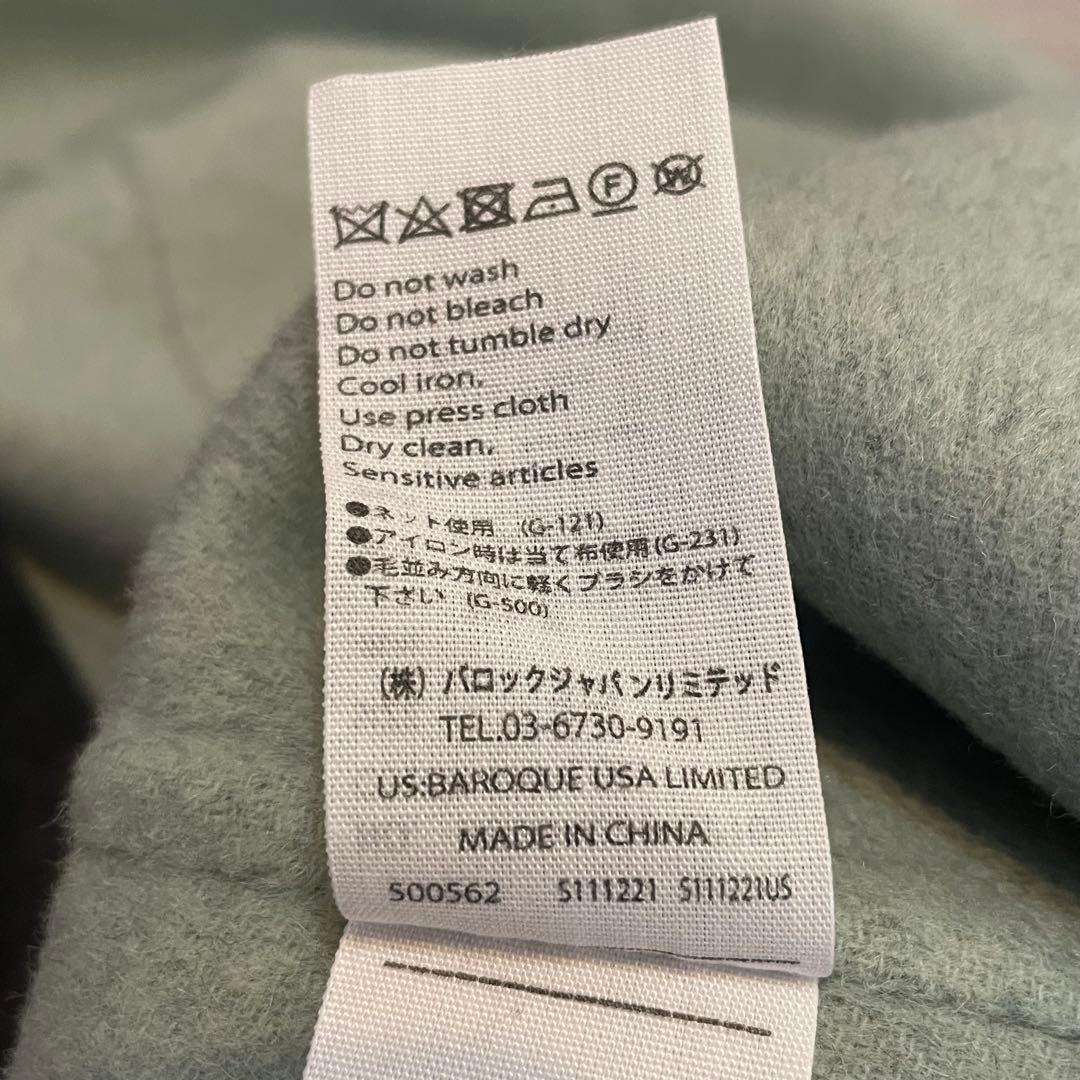 F W
Do not wash
Do not bleach
Do not tumble dry
Cool iron,
Use press cloth
Dry clean,
Sensitive articles
●ネット使用 (G-121)
●アイロン時は当て布使用(G-231)
●毛並み方向に軽くブラシをかけて
下さい (G-500)
(株) バロックジャパンリミテッド
TEL.03-6730-9191
US:BAROQUE USA LIMITED
MADE IN CHINA
S00562 S111221 S111221US